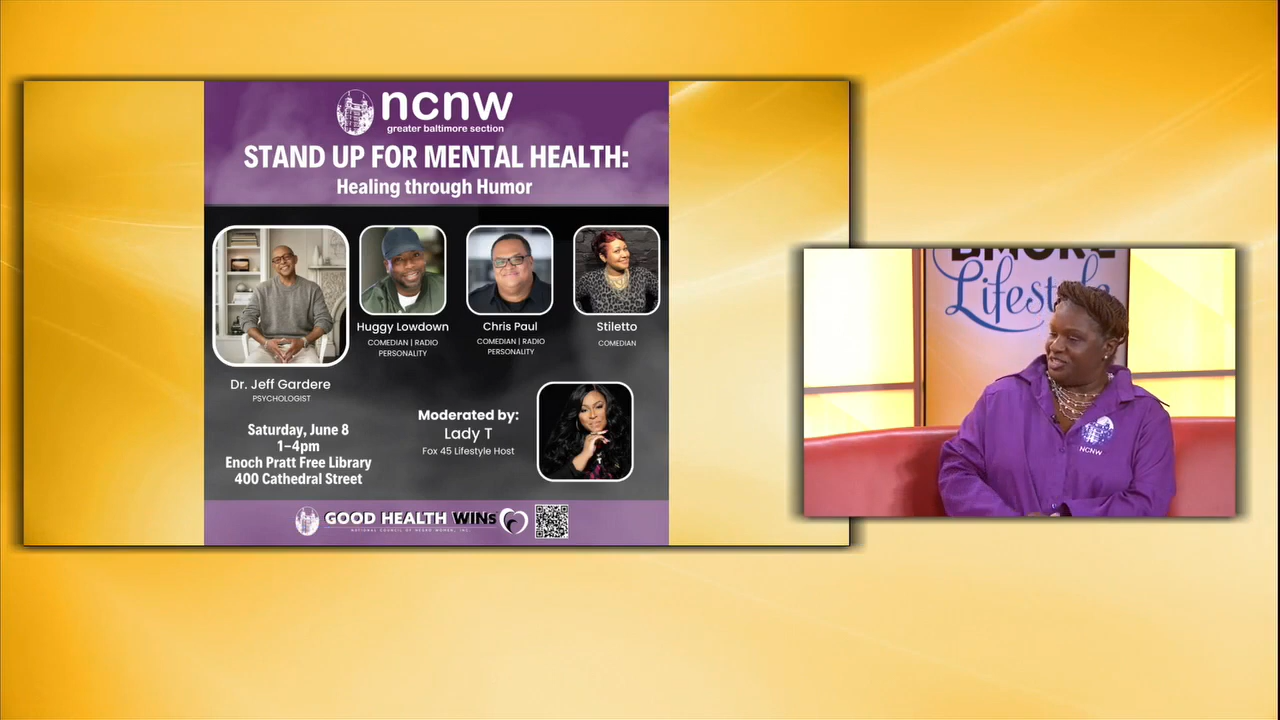 ncnw
greater baltimore section
STAND UP FOR MENTAL HEALTH:
Healing through Humor
Huggy Lowdown
COMEDIAN | RADIO
PERSONALITY
Chris Paul
COMEDIAN | RADIO
PERSONALITY
Stiletto
COMEDIAN
Dr. Jeff Gardere
PSYCHOLOGIST
Saturday, June 8
1–4pm
Enoch Pratt Free Library
400 Cathedral Street
Moderated by:
Lady T
Fox 45 Lifestyle Host
GOOD HEALTH WINs
NATIONAL COUNCIL OF NEGRO WOMEN, INC.
BMORE
Lifestyle
NCNW